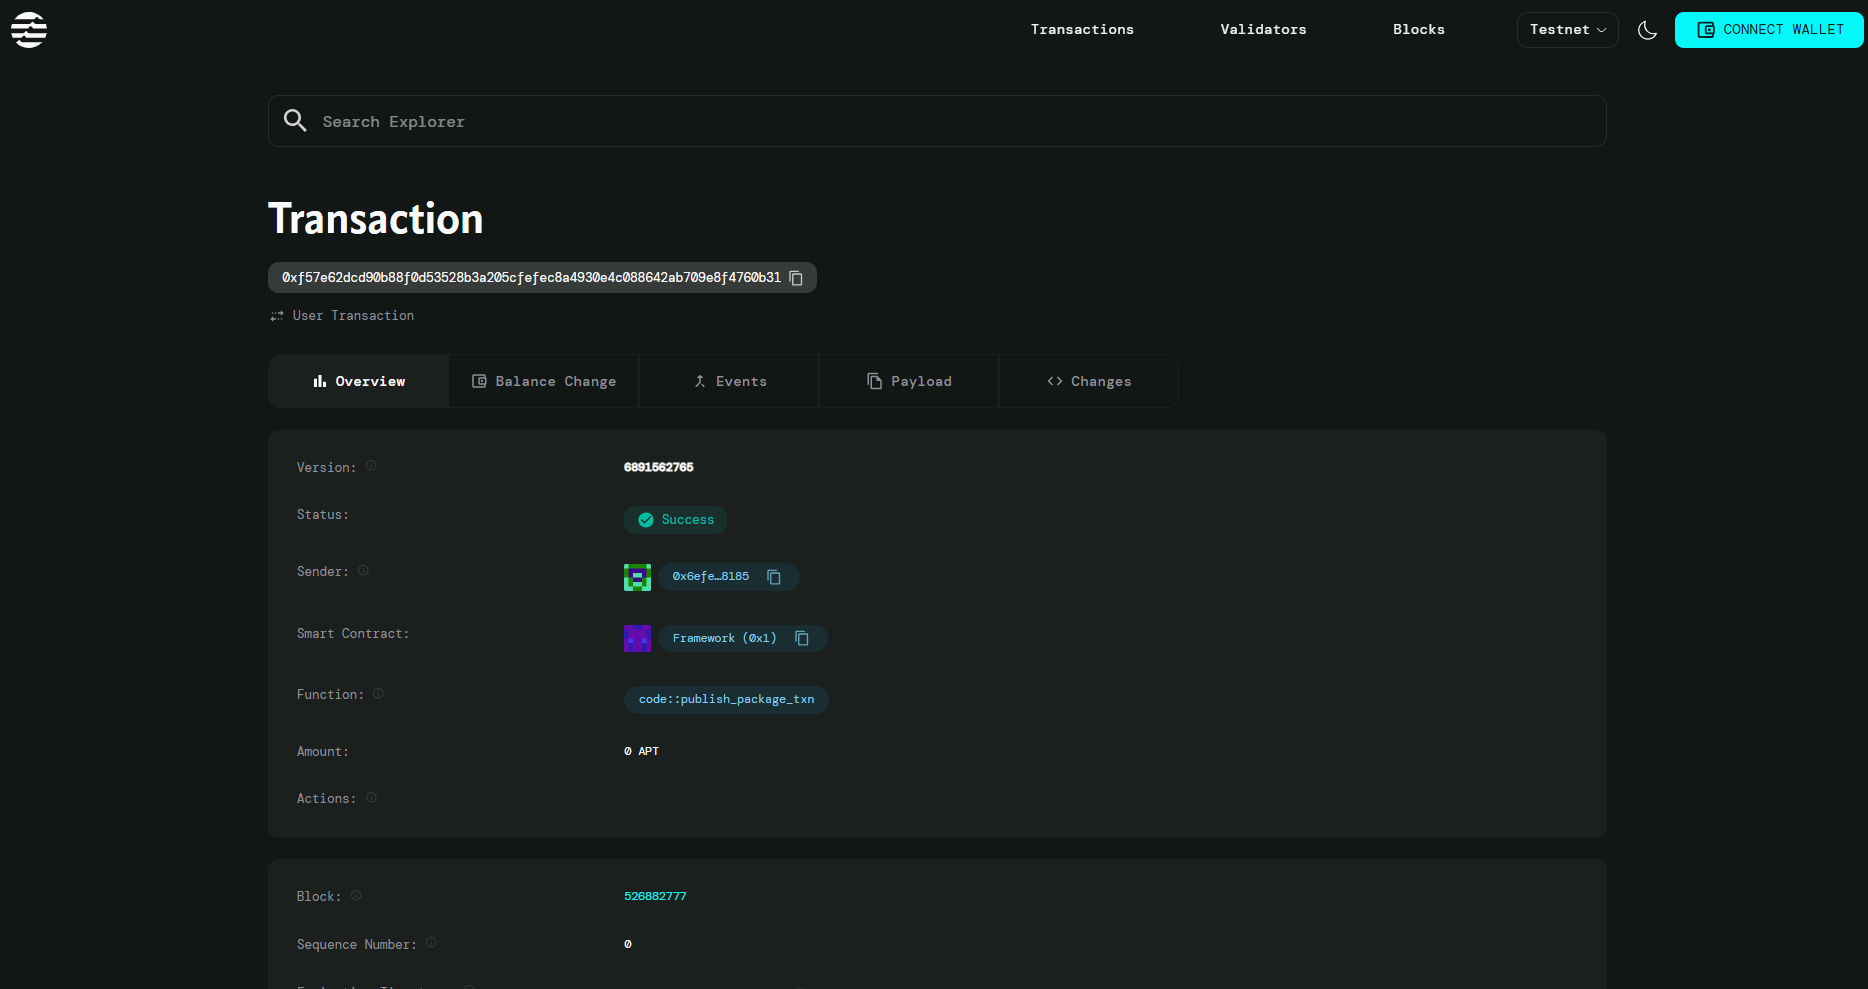 Transactions Validators Blocks Testnet CONNECT WALLET
Search Explorer
Transaction
0xf57e62dcd90b88f0d53528b3a205cfefec8a4930e4c088642ab709e8f4760b31
User Transaction
Overview Balance Change Events Payload Changes
Version: 6891562765
Status: Success
Sender: 0x6efe…8185
Smart Contract: Framework (0x1)
Function: code::publish_package_txn
Amount: 0 APT
Actions:
Block: 526882777
Sequence Number: 0